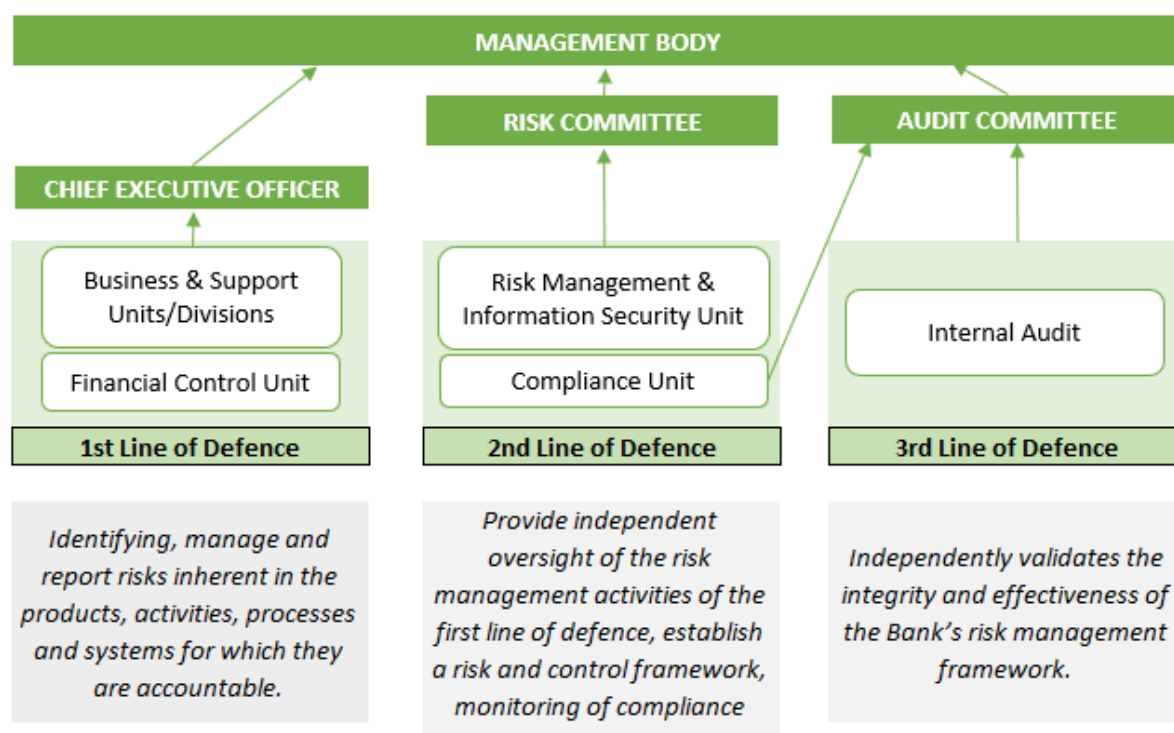 MANAGEMENT BODY
RISK COMMITTEE
AUDIT COMMITTEE
CHIEF EXECUTIVE OFFICER
Business & Support
Units/Divisions
Financial Control Unit
1st Line of Defence
Risk Management &
Information Security Unit
Compliance Unit
2nd Line of Defence
Internal Audit
3rd Line of Defence
Identifying, manage and
report risks inherent in the
products, activities, processes
and systems for which they
are accountable.
Provide independent
oversight of the risk
management activities of the
first line of defence, establish
a risk and control framework,
monitoring of compliance
Independently validates the
integrity and effectiveness of
the Bank’s risk management
framework.